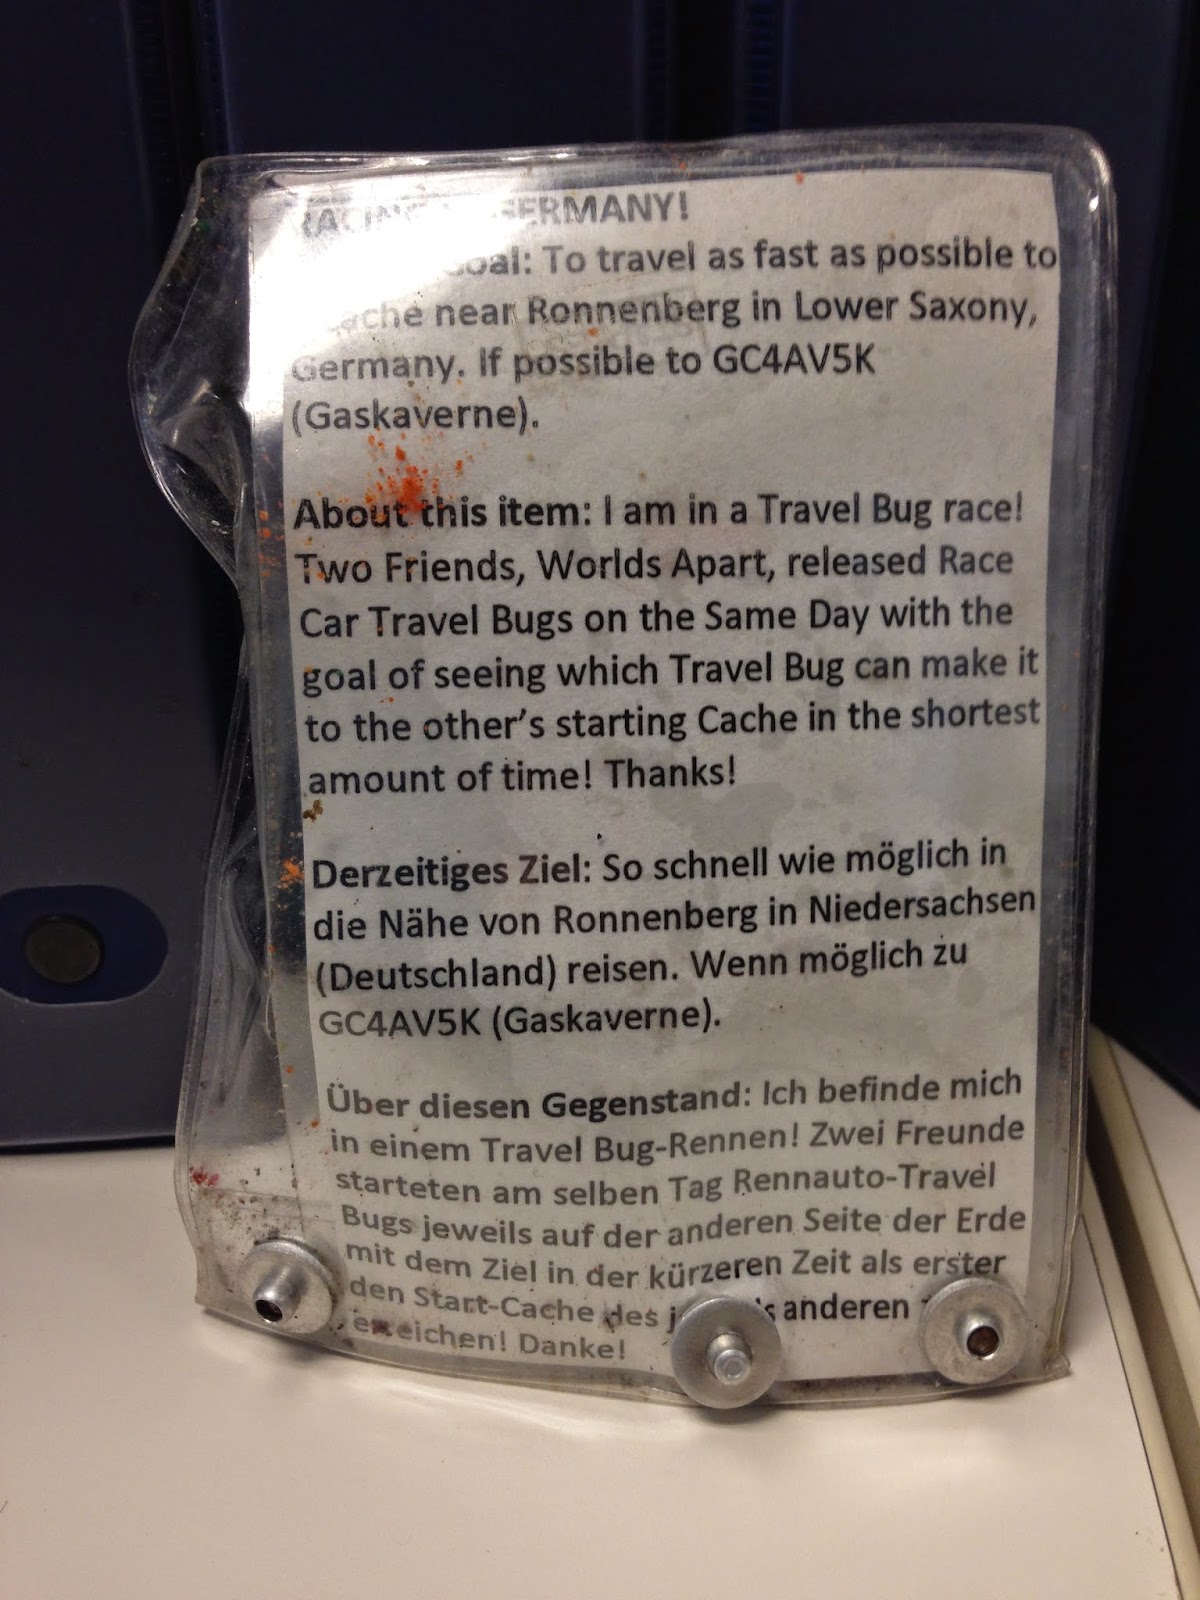 RACING GERMANY!
Goal: To travel as fast as possible to
cache near Ronnenberg in Lower Saxony,
Germany. If possible to GC4AV5K
(Gaskaverne).
About this item: I am in a Travel Bug race!
Two Friends, Worlds Apart, released Race
Car Travel Bugs on the Same Day with the
goal of seeing which Travel Bug can make it
to the other's starting Cache in the shortest
amount of time! Thanks!
Derzeitiges Ziel: So schnell wie möglich in
die Nähe von Ronnenberg in Niedersachsen
(Deutschland) reisen. Wenn möglich zu
GC4AV5K (Gaskaverne).
Über diesen Gegenstand: Ich befinde mich
in einem Travel Bug-Rennen! Zwei Freunde
starteten am selben Tag Rennauto-Travel
Bugs jeweils auf der anderen Seite der Erde
mit dem Ziel in der kürzeren Zeit als erster
den Start-Cache des anderen
erreichen! Danke!